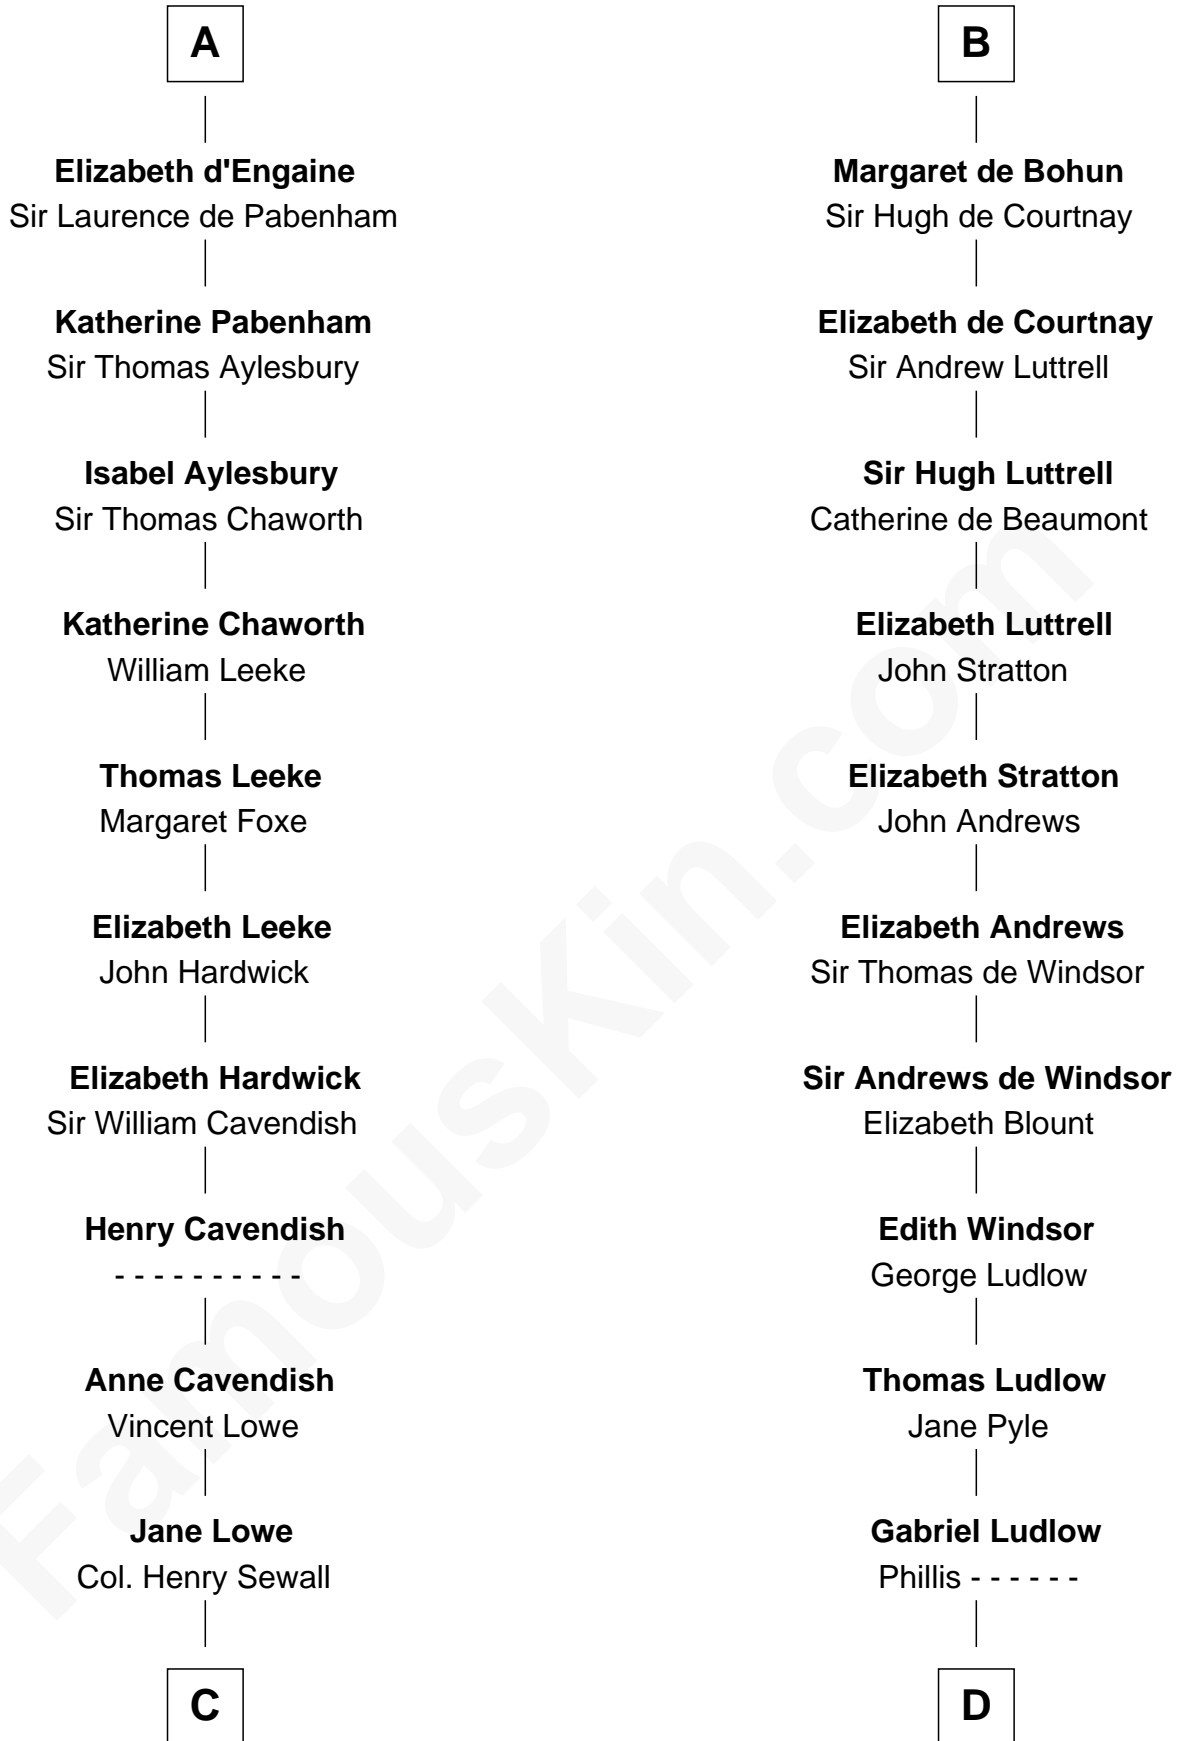 A
Elizabeth d'Engaine
Sir Laurence de Pabenham
Katherine Pabenham
Sir Thomas Aylesbury
Isabel Aylesbury
Sir Thomas Chaworth
Katherine Chaworth
William Leeke
Thomas Leeke
Margaret Foxe
Elizabeth Leeke
John Hardwick
Elizabeth Hardwick
Sir William Cavendish
Henry Cavendish
- - - - - - - - - -
Anne Cavendish
Vincent Lowe
Jane Lowe
Col. Henry Sewall
C
B
Margaret de Bohun
Sir Hugh de Courtnay
Elizabeth de Courtnay
Sir Andrew Luttrell
Sir Hugh Luttrell
Catherine de Beaumont
Elizabeth Luttrell
John Stratton
Elizabeth Stratton
John Andrews
Elizabeth Andrews
Sir Thomas de Windsor
Sir Andrews de Windsor
Elizabeth Blount
Edith Windsor
George Ludlow
Thomas Ludlow
Jane Pyle
Gabriel Ludlow
Phillis - - - - - -
D
FamousKin.com